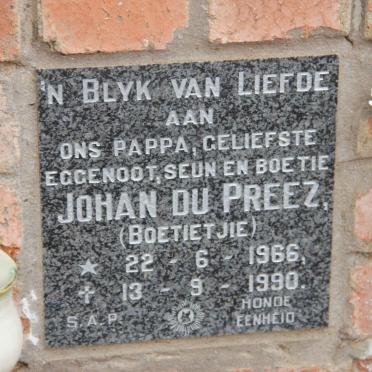 'N BLYK VAN LIEFDE
AAN
ONS PAPPA, GELIEFSTE
EGGENOOT, SEUN EN BOETIE
JOHAN DU PREEZ,
(BOETIETJIE)
22 - 6 - 1966,
13 - 9 - 1990.
S.A.P. HONDE
EENHEID